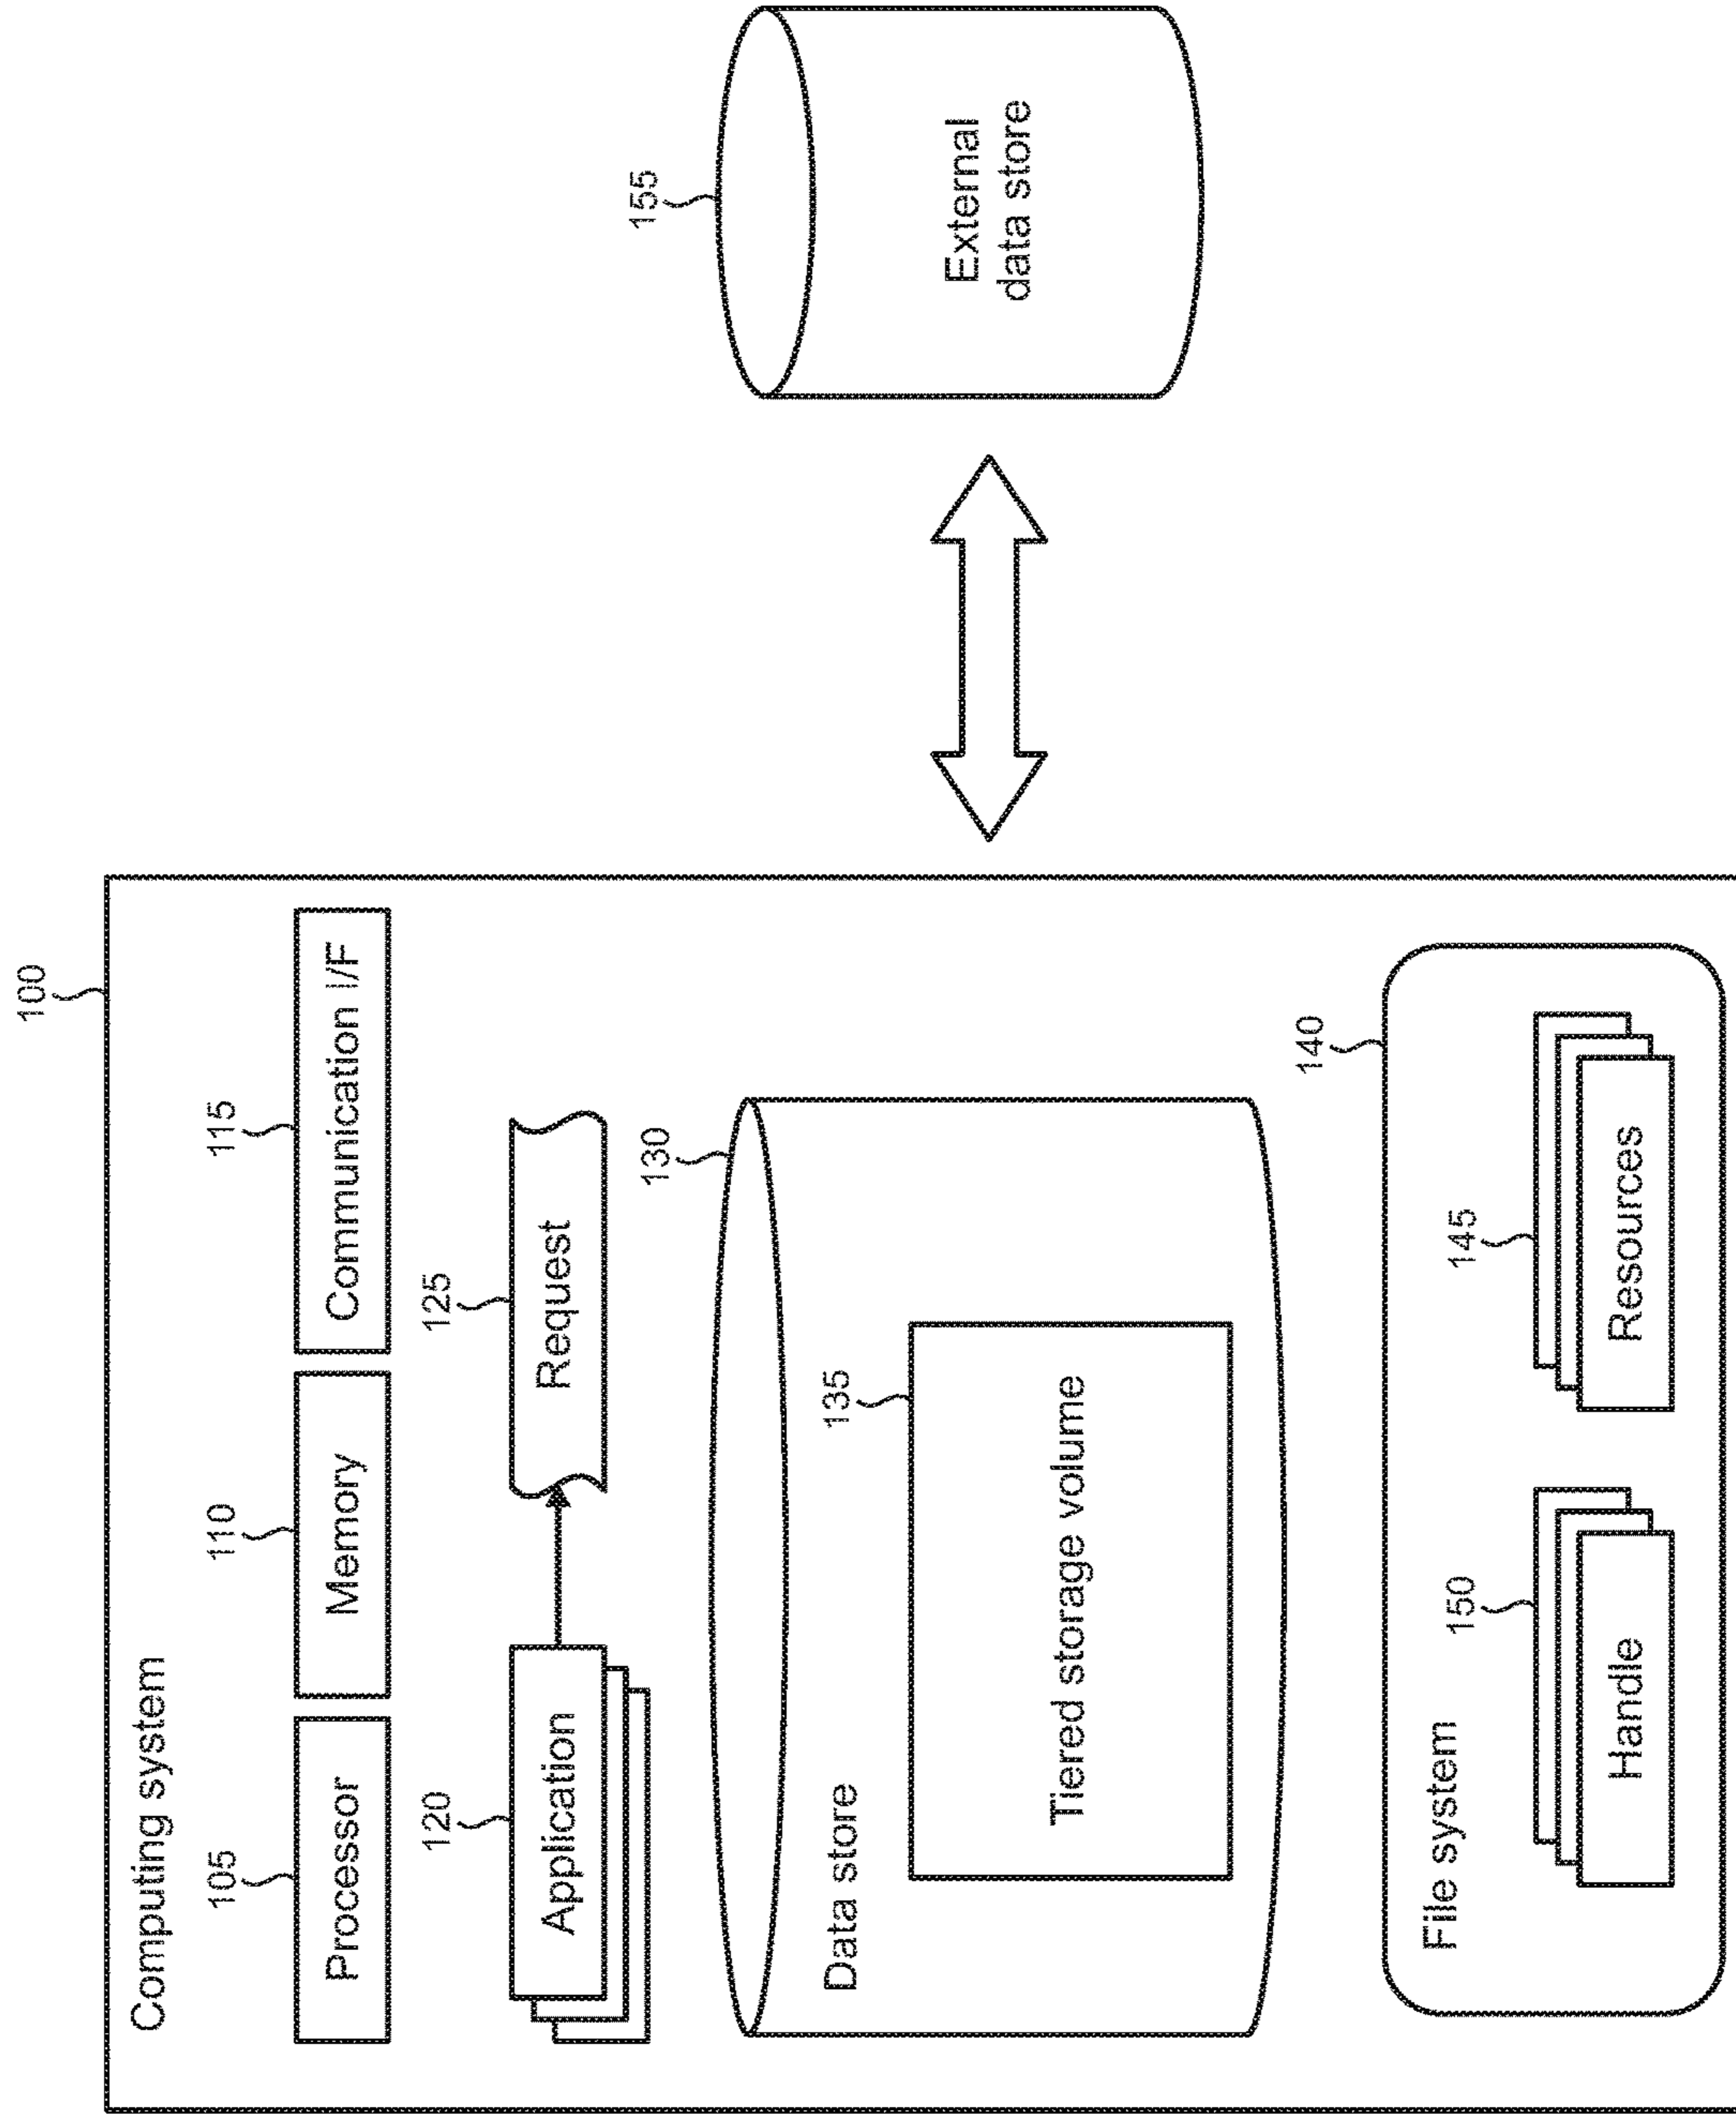 100
Computing system
105
110
115
Processor
Memory
Communication I/F
120
125
Application
Request
130
155
Data store
135
Tiered storage volume
External
data store
140
File system
150
145
Handle
Resources